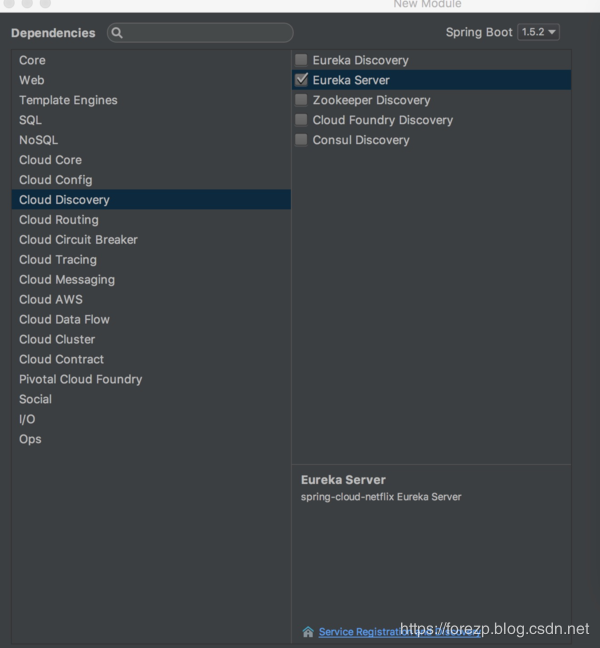 New Module
Dependencies
Spring Boot 1.5.2
Core
Web
Template Engines
SQL
NoSQL
Cloud Core
Cloud Config
Cloud Discovery
Cloud Routing
Cloud Circuit Breaker
Cloud Tracing
Cloud Messaging
Cloud AWS
Cloud Data Flow
Cloud Cluster
Cloud Contract
Pivotal Cloud Foundry
Social
I/O
Ops
Eureka Discovery
Eureka Server
Zookeeper Discovery
Cloud Foundry Discovery
Consul Discovery
Eureka Server
spring-cloud-netflix Eureka Server
Service Registration and Discovery
https://forezp.blog.csdn.net